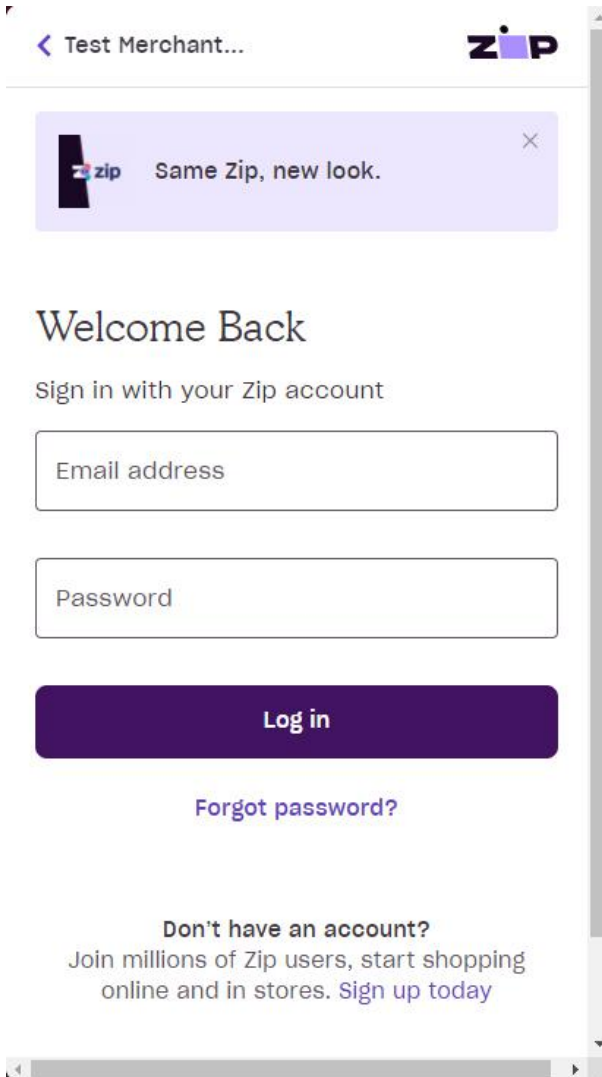 Test Merchant...
zip
zip
Same Zip, new look.
Welcome Back
Sign in with your Zip account
Email address
Password
Log in
Forgot password?
Don't have an account?
Join millions of Zip users, start shopping
online and in stores. Sign up today